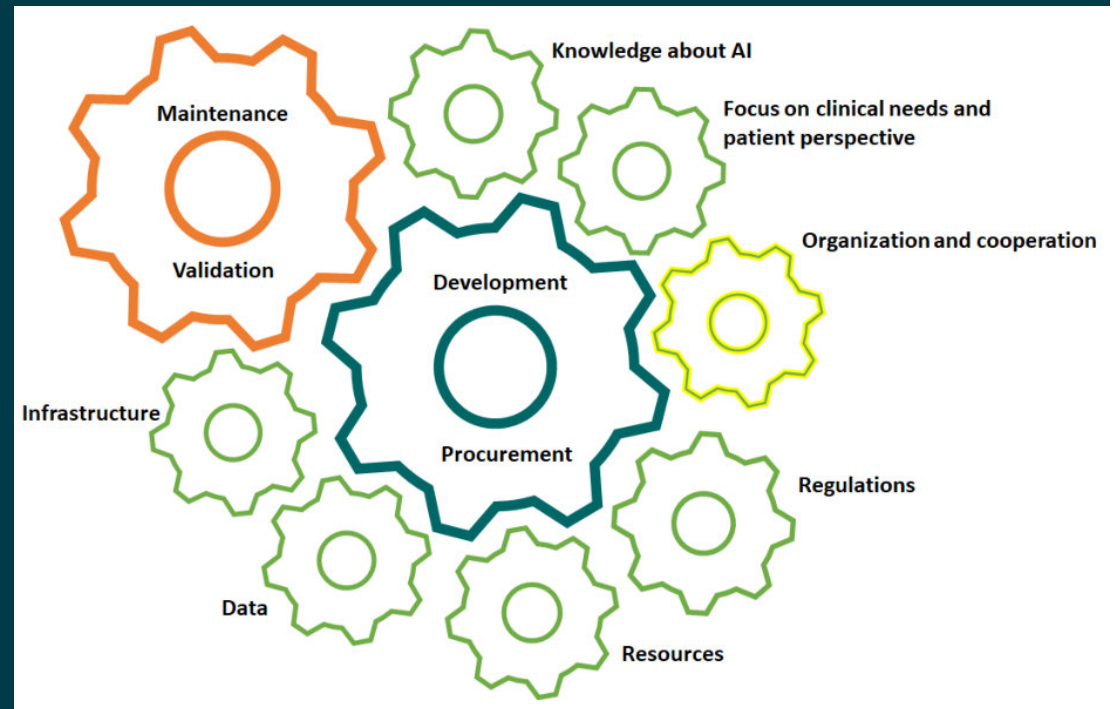 Knowledge about AI
Maintenance
Focus on clinical needs and
patient perspective
Organization and cooperation
Validation
Development
Infrastructure
Procurement
Regulations
Data
Resources